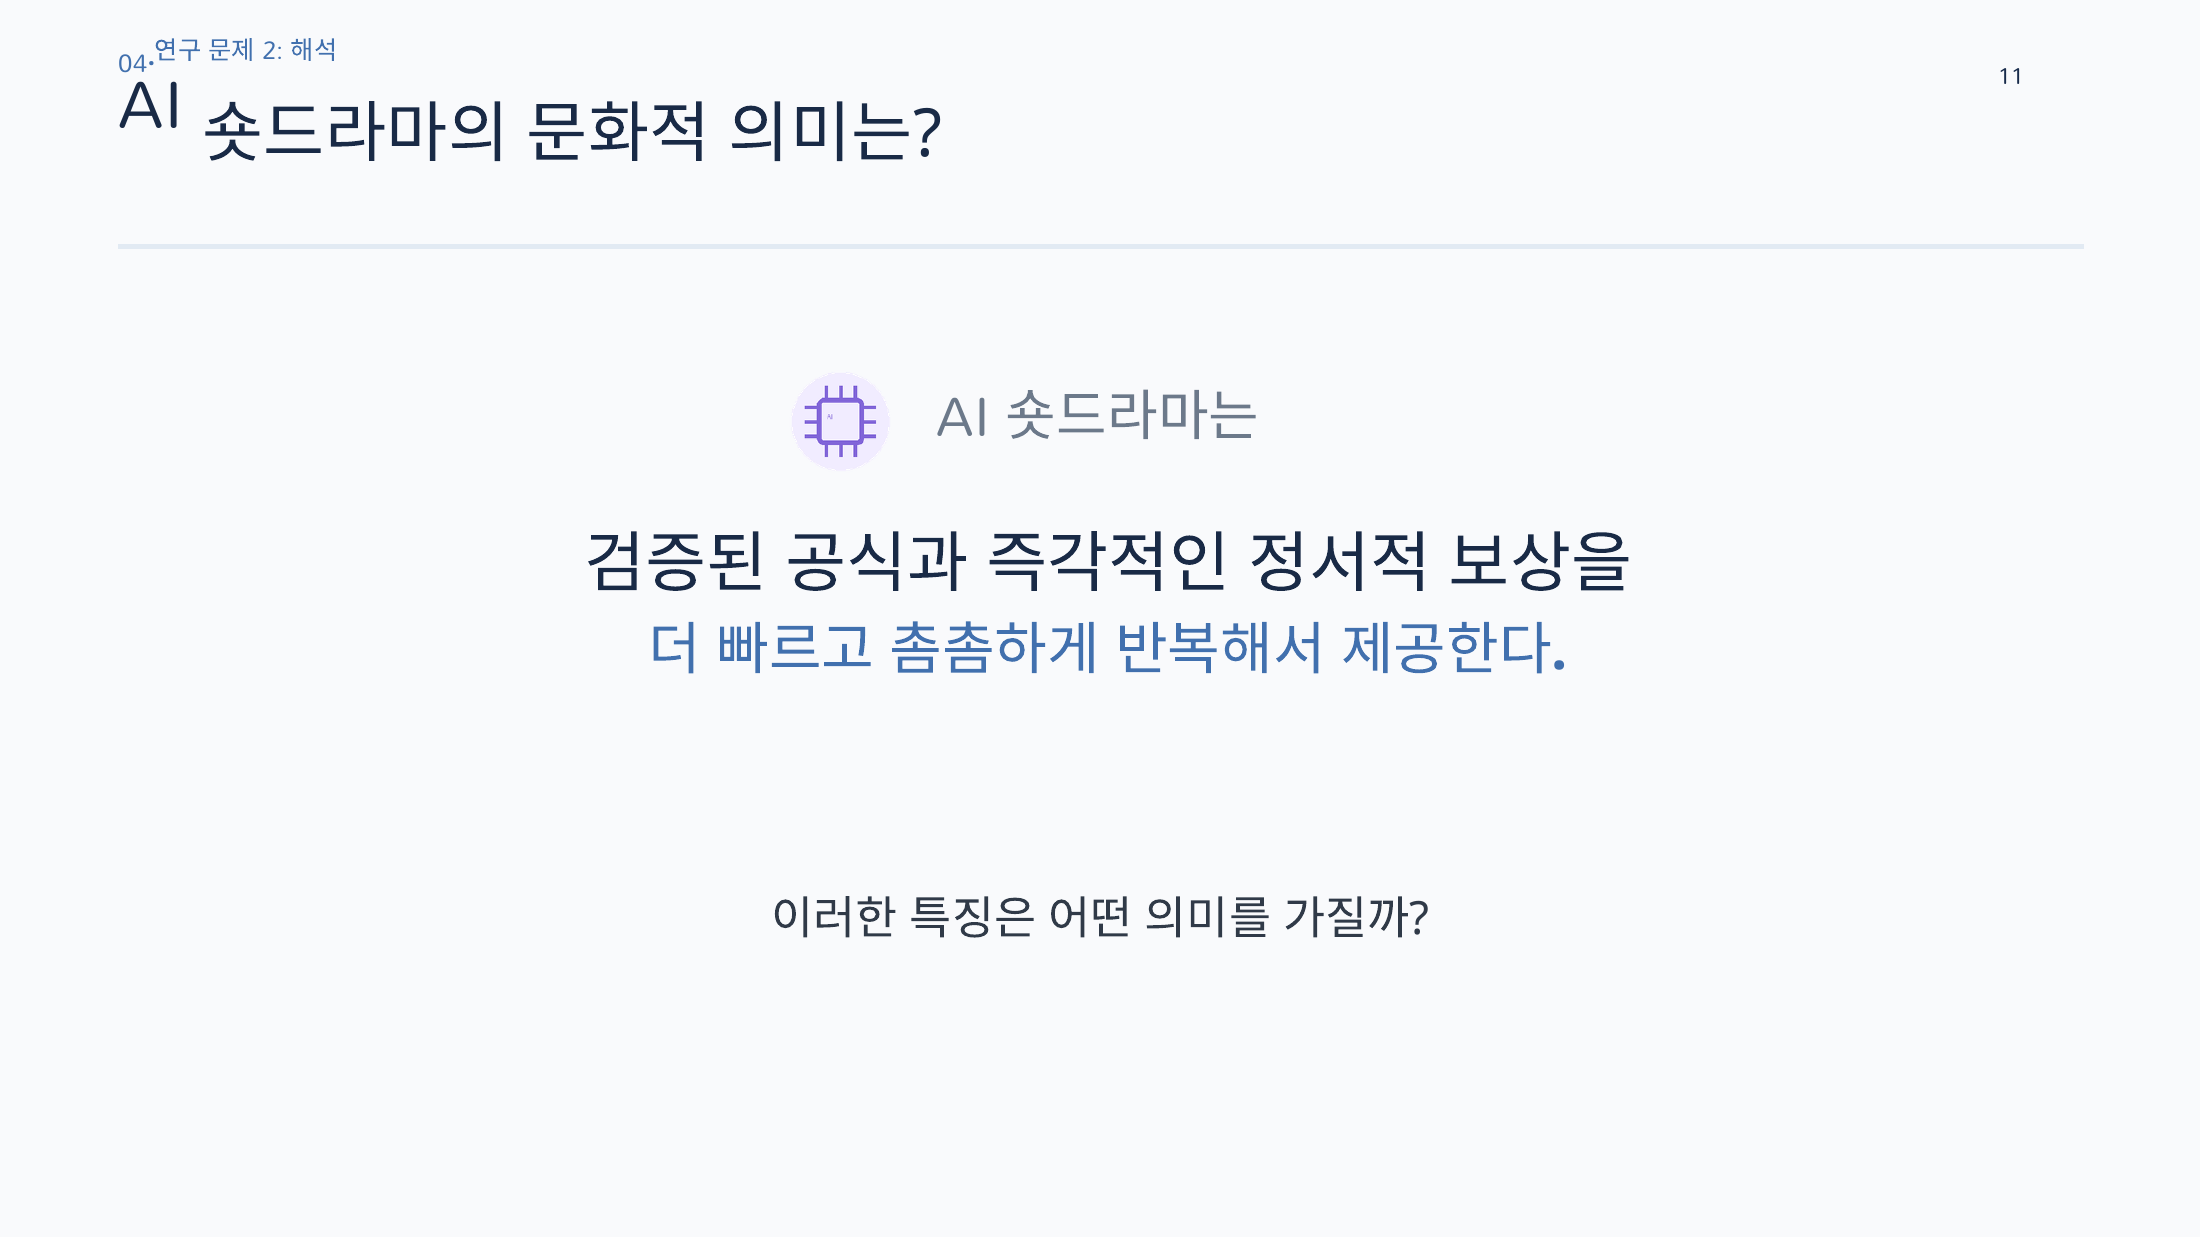 04·연구 문제 2: 해석
11
AI 숏드라마의 문화적 의미는?
AI
AI 숏드라마는
검증된 공식과 즉각적인 정서적 보상을
더 빠르고 촘촘하게 반복해서 제공한다.
이러한 특징은 어떤 의미를 가질까?